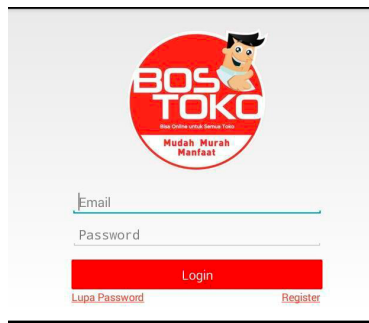 BOS
TOKO
Bisa Online untuk Semua Toko
Mudah Murah
Manfaat
Email
Password
Login
Lupa Password
Register